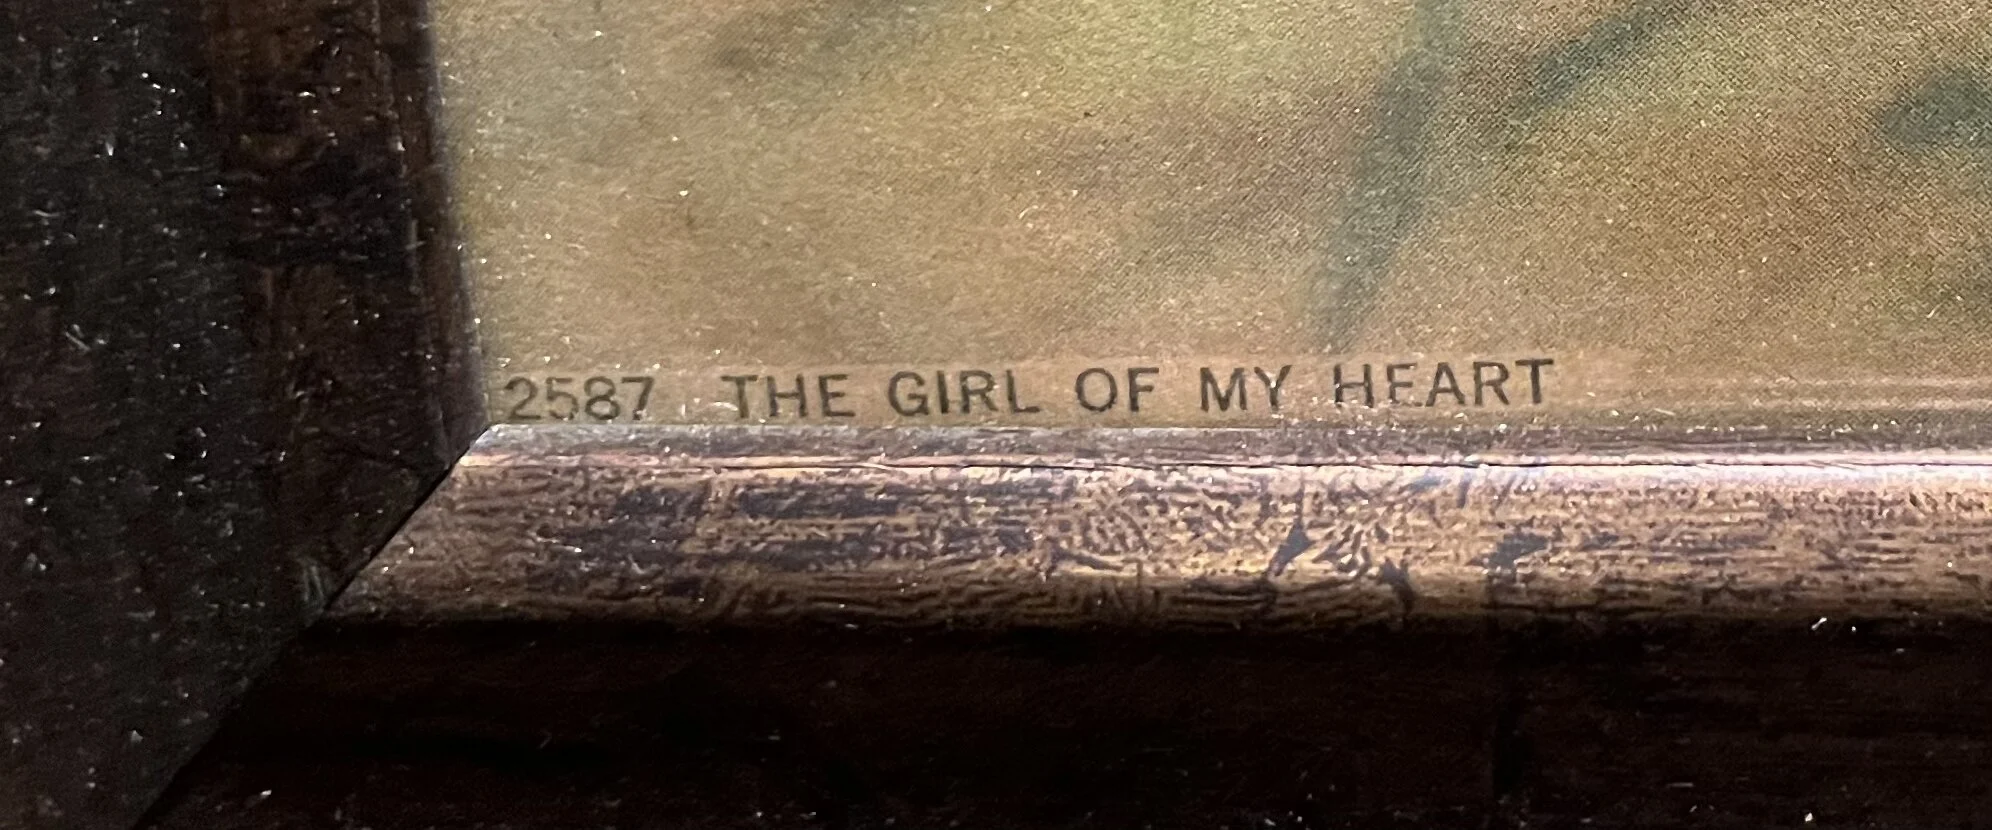 2587 THE GIRL OF MY HEART